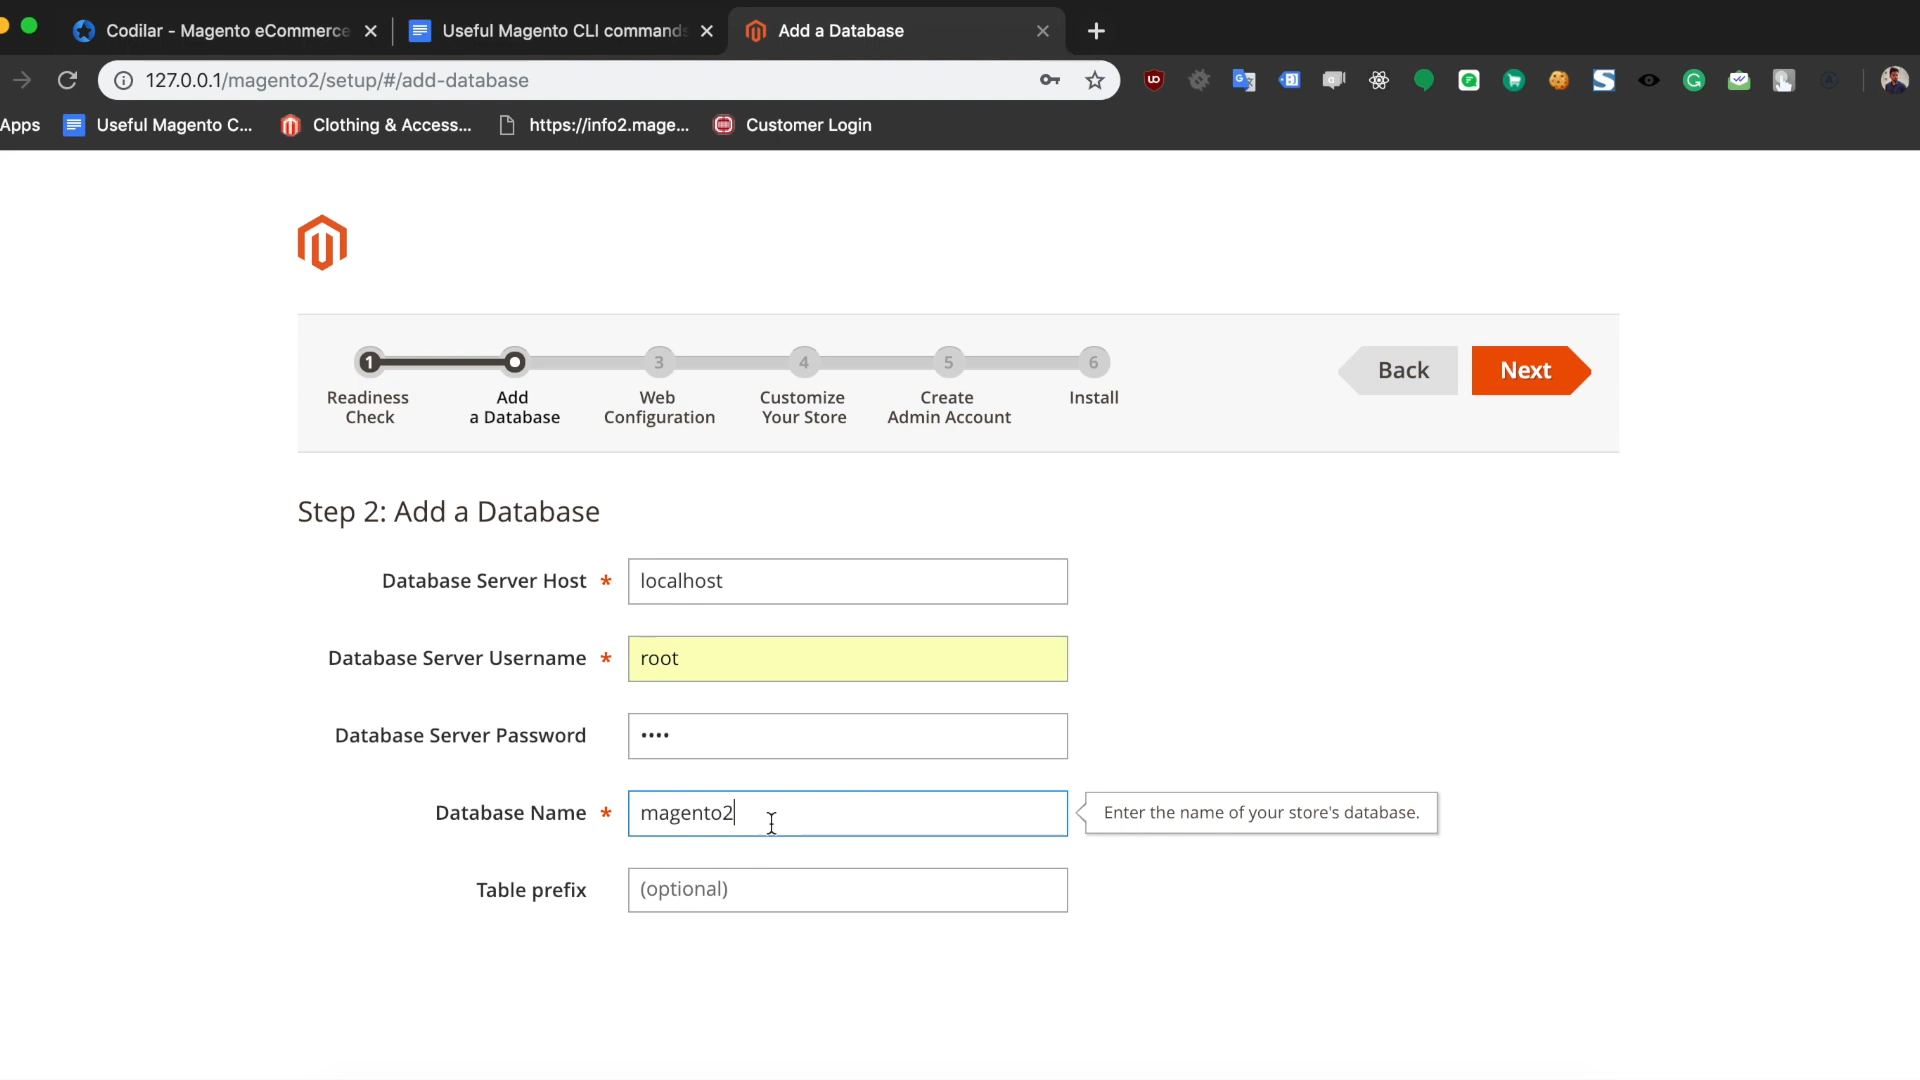 Codilar - Magento eCommerce
Useful Magento CLI commands
Add a Database
127.0.0.1/magento2/setup/#/add-database
Apps
Useful Magento C...
Clothing & Access...
https://info2.mage...
Customer Login
1
3
4
5
6
Readiness
Check
Add
a Database
Web
Configuration
Customize
Your Store
Create
Admin Account
Install
Back
Next
Step 2: Add a Database
Database Server Host *
localhost
Database Server Username *
root
Database Server Password
••••
Database Name *
magento2
Enter the name of your store's database.
Table prefix
(optional)